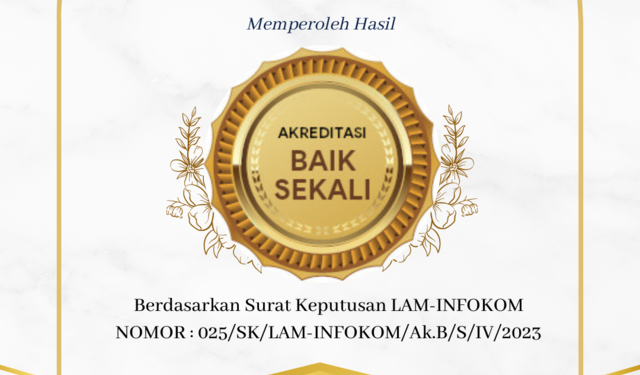 Memperoleh Hasil
AKREDITASI
BAIK
SEKALI
Berdasarkan Surat Keputusan LAM-INFOKOM
NOMOR : 025/SK/LAM-INFOKOM/Ak.B/S/IV/2023